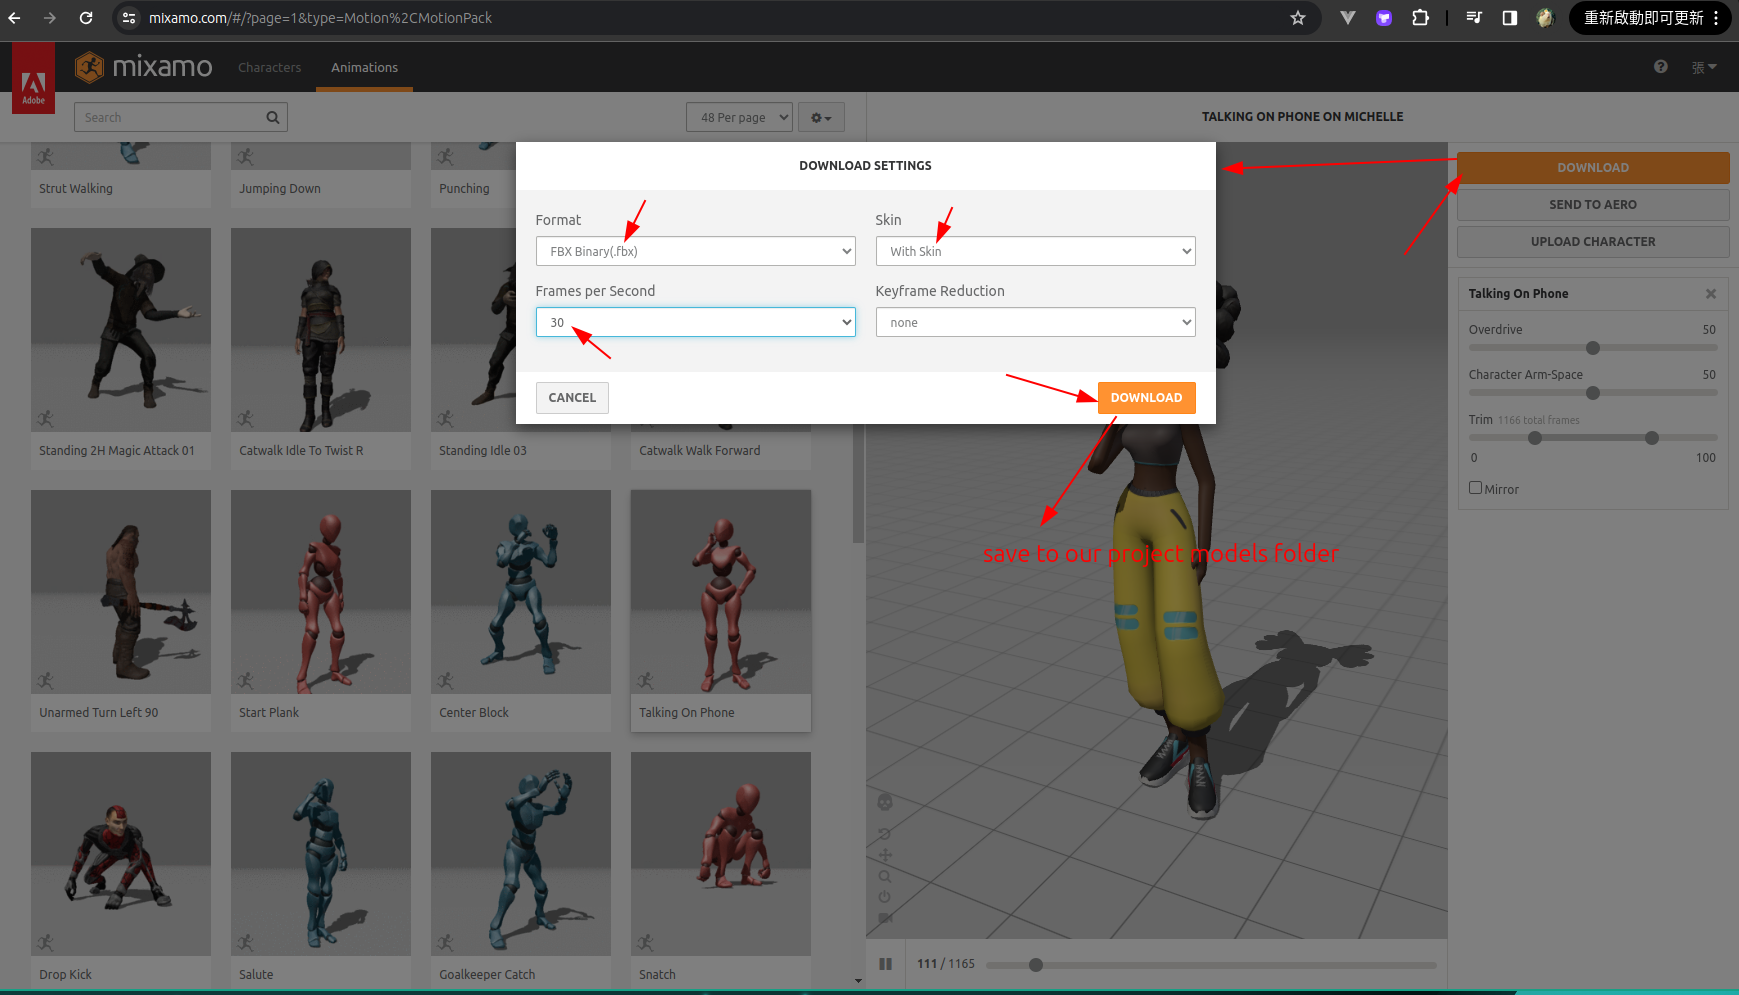 mixamo.com/#/?page=1&type=Motion%2CMotionPack
重新啟動即可更新
Adobe
mixamo
Characters
Animations
張
Search
48 Per page
TALKING ON PHONE ON MICHELLE
Strut Walking
Jumping Down
Punching
DOWNLOAD SETTINGS
Format
FBX Binary(.fbx)
Skin
With Skin
Frames per Second
30
Keyframe Reduction
none
CANCEL
DOWNLOAD
save to our project models folder
DOWNLOAD
SEND TO AERO
UPLOAD CHARACTER
Talking On Phone
Overdrive
50
Character Arm-Space
50
Trim 1166 total frames
0
100
Mirror
Standing 2H Magic Attack 01
Catwalk Idle To Twist R
Standing Idle 03
Catwalk Walk Forward
Unarmed Turn Left 90
Start Plank
Center Block
Talking On Phone
Drop Kick
Salute
Goalkeeper Catch
Snatch
111 / 1165